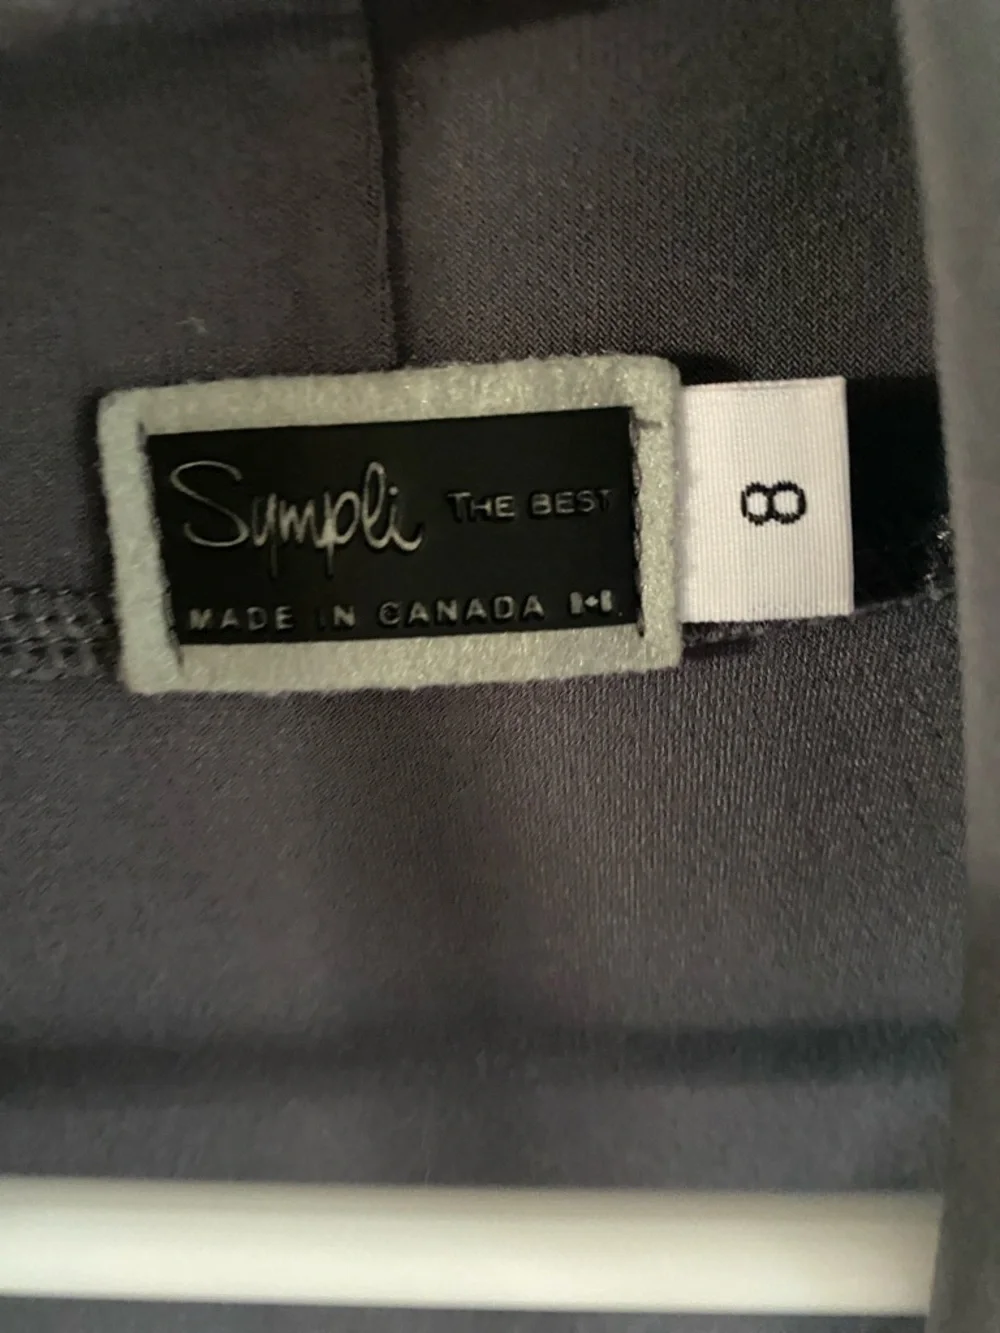 Sympli THE BEST
MADE IN CANADA
8